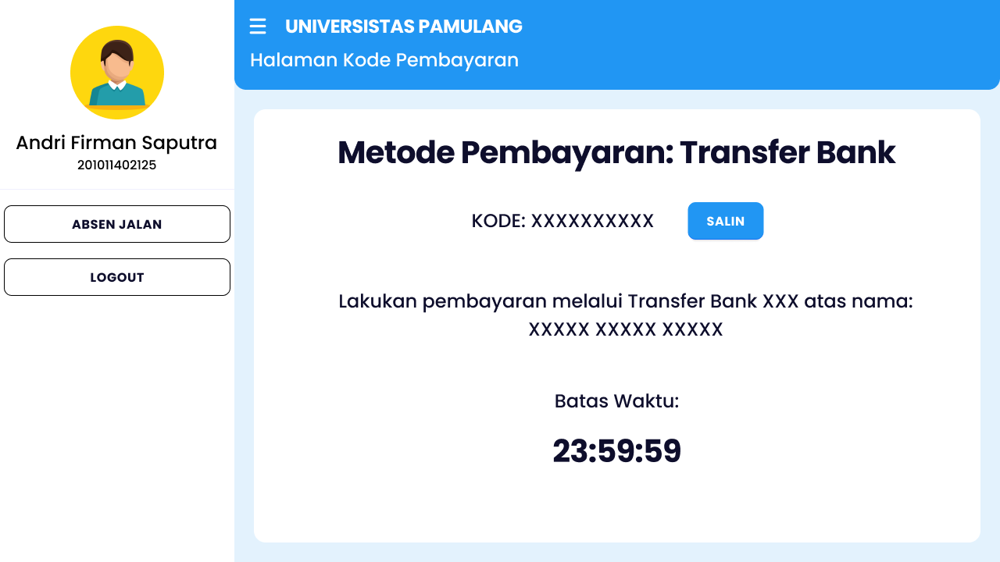 UNIVERSISTAS PAMULANG
Halaman Kode Pembayaran
Andri Firman Saputra
201011402125
ABSEN JALAN
LOGOUT
Metode Pembayaran: Transfer Bank
KODE: XXXXXXXXXX
SALIN
Lakukan pembayaran melalui Transfer Bank XXX atas nama:
XXXXX XXXXX XXXXX
Batas Waktu:
23:59:59